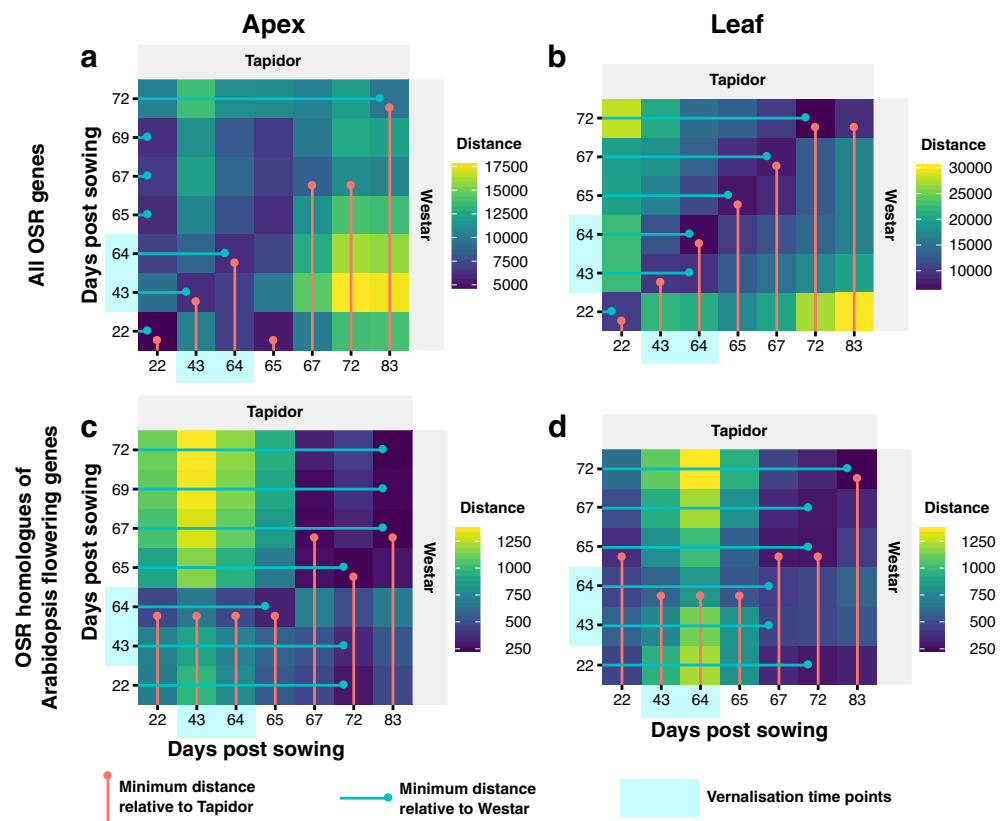 Apex
Leaf
a
Tapidor
72
69
67
65
64
43
22
Days post sowing
All OSR genes
Westar
22 43 64 65 67 72 83
Distance
17500
15000
12500
10000
7500
5000
b
Tapidor
72
67
65
64
43
22
Westar
22 43 64 65 67 72 83
Distance
30000
25000
20000
15000
10000
c
Tapidor
72
69
67
65
64
43
22
Days post sowing
OSR homologues of
Arabidopsis flowering genes
Westar
22 43 64 65 67 72 83
Days post sowing
Distance
1250
1000
750
500
250
d
Tapidor
72
67
65
64
43
22
Westar
22 43 64 65 67 72 83
Days post sowing
Distance
1250
1000
750
500
250
Minimum distance
relative to Tapidor
Minimum distance
relative to Westar
Vernalisation time points